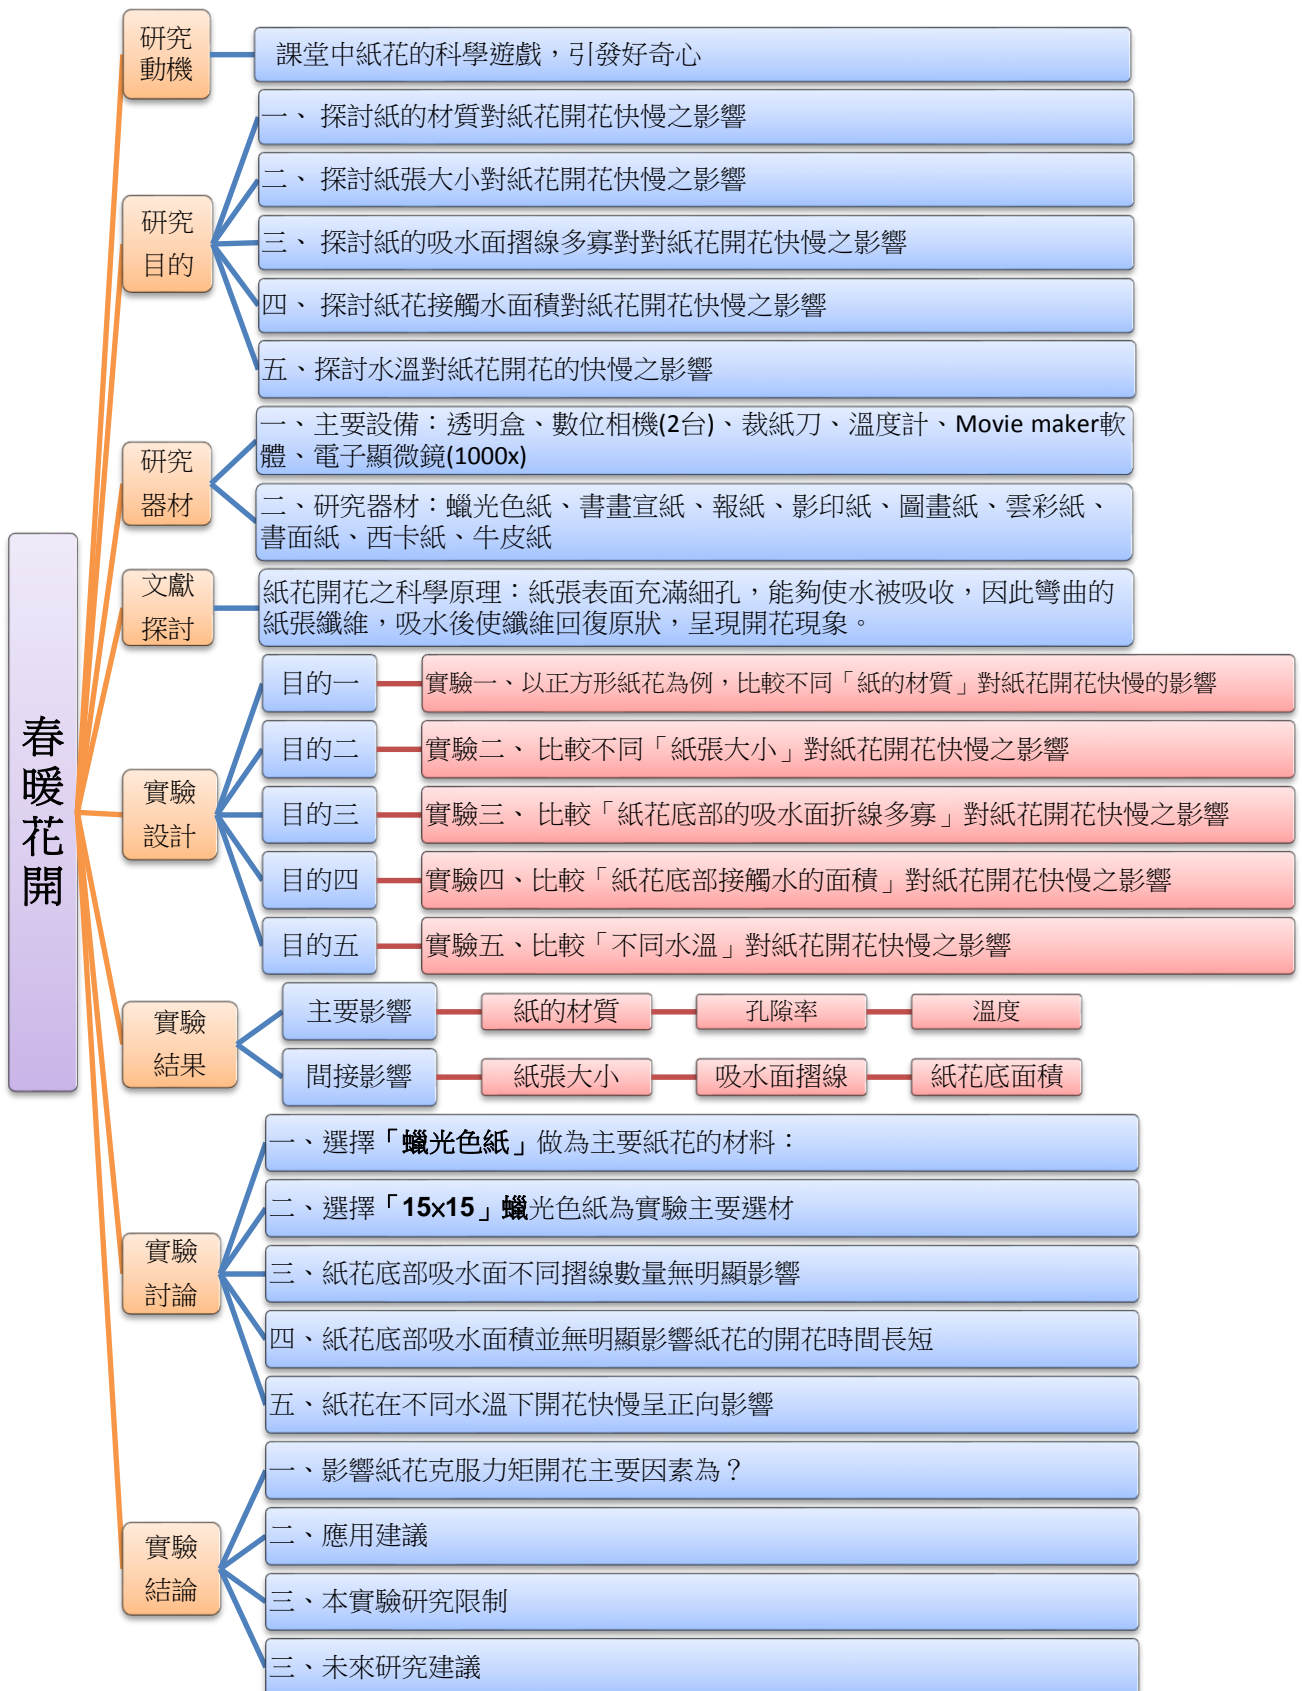 春暖花開
研究
動機
課堂中紙花的科學遊戲，引發好奇心
研究
目的
一、 探討紙的材質對紙花開花快慢之影響
二、 探討紙張大小對紙花開花快慢之影響
三、 探討紙的吸水面摺線多寡對對紙花開花快慢之影響
四、 探討紙花接觸水面積對紙花開花快慢之影響
五、探討水溫對紙花開花的快慢之影響
研究
器材
一、主要設備：透明盒、數位相機(2台)、裁紙刀、溫度計、Movie maker軟
體、電子顯微鏡(1000x)
二、研究器材：蠟光色紙、書畫宣紙、報紙、影印紙、圖畫紙、雲彩紙、
書面紙、西卡紙、牛皮紙
文獻
探討
紙花開花之科學原理：紙張表面充滿細孔，能夠使水被吸收，因此彎曲的
紙張纖維，吸水後使纖維回復原狀，呈現開花現象。
實驗
設計
目的一
實驗一、以正方形紙花為例，比較不同「紙的材質」對紙花開花快慢的影響
目的二
實驗二、 比較不同「紙張大小」對紙花開花快慢之影響
目的三
實驗三、 比較「紙花底部的吸水面折線多寡」對紙花開花快慢之影響
目的四
實驗四、比較「紙花底部接觸水的面積」對紙花開花快慢之影響
目的五
實驗五、比較「不同水溫」對紙花開花快慢之影響
實驗
結果
主要影響
紙的材質
孔隙率
溫度
間接影響
紙張大小
吸水面摺線
紙花底面積
實驗
討論
一、選擇「蠟光色紙」做為主要紙花的材料：
二、選擇「15x15」蠟光色紙為實驗主要選材
三、紙花底部吸水面不同摺線數量無明顯影響
四、紙花底部吸水面積並無明顯影響紙花的開花時間長短
五、紙花在不同水溫下開花快慢呈正向影響
實驗
結論
一、影響紙花克服力矩開花主要因素為？
二、應用建議
三、本實驗研究限制
三、未來研究建議